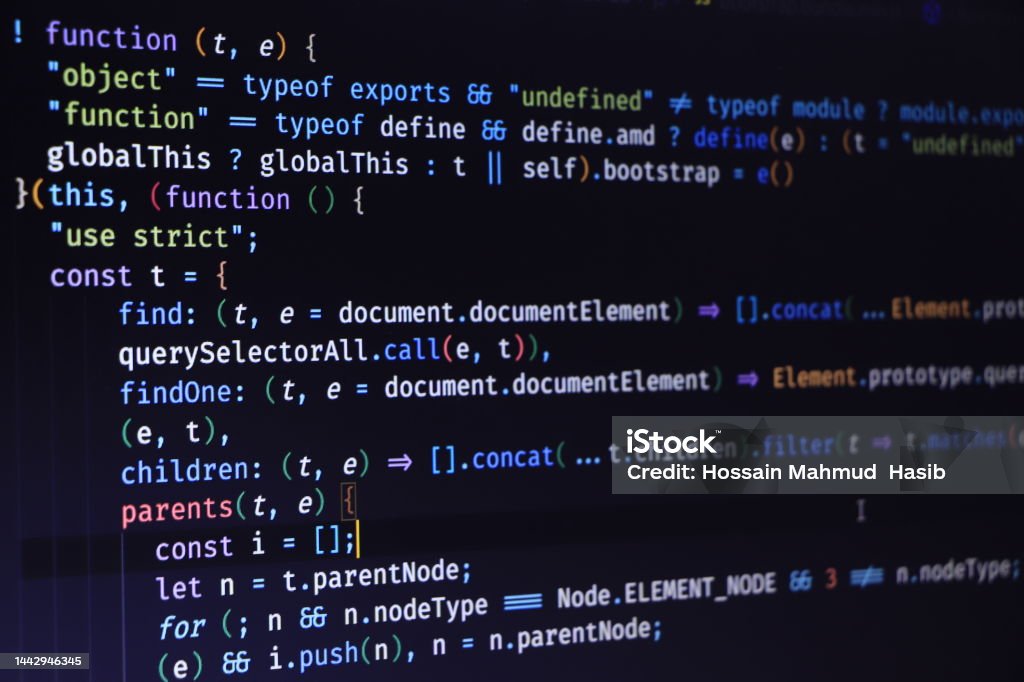 ! function (t, e) {
"object" == typeof exports && "undefined" != typeof module ? module.expo
"function" == typeof define && define.amd ? define(e) : (t = "undefined"
globalThis ? globalThis : t || self).bootstrap = e()
}(this, (function () {
"use strict";
const t = {
find: (t, e = document.documentElement) => [].concat(...Element.prot
querySelectorAll.call(e, t)),
findOne: (t, e = document.documentElement) => Element.prototype.quer
(e, t),
children: (t, e) => [].concat(...t.children).filter(t => t.matches(e
parents(t, e) {
const i = [];
let n = t.parentNode;
for (; n && n.nodeType === Node.ELEMENT_NODE && 3 !== n.nodeType;
(e) && i.push(n), n = n.parentNode;
iStock™
Credit: Hossain Mahmud Hasib
1442946345